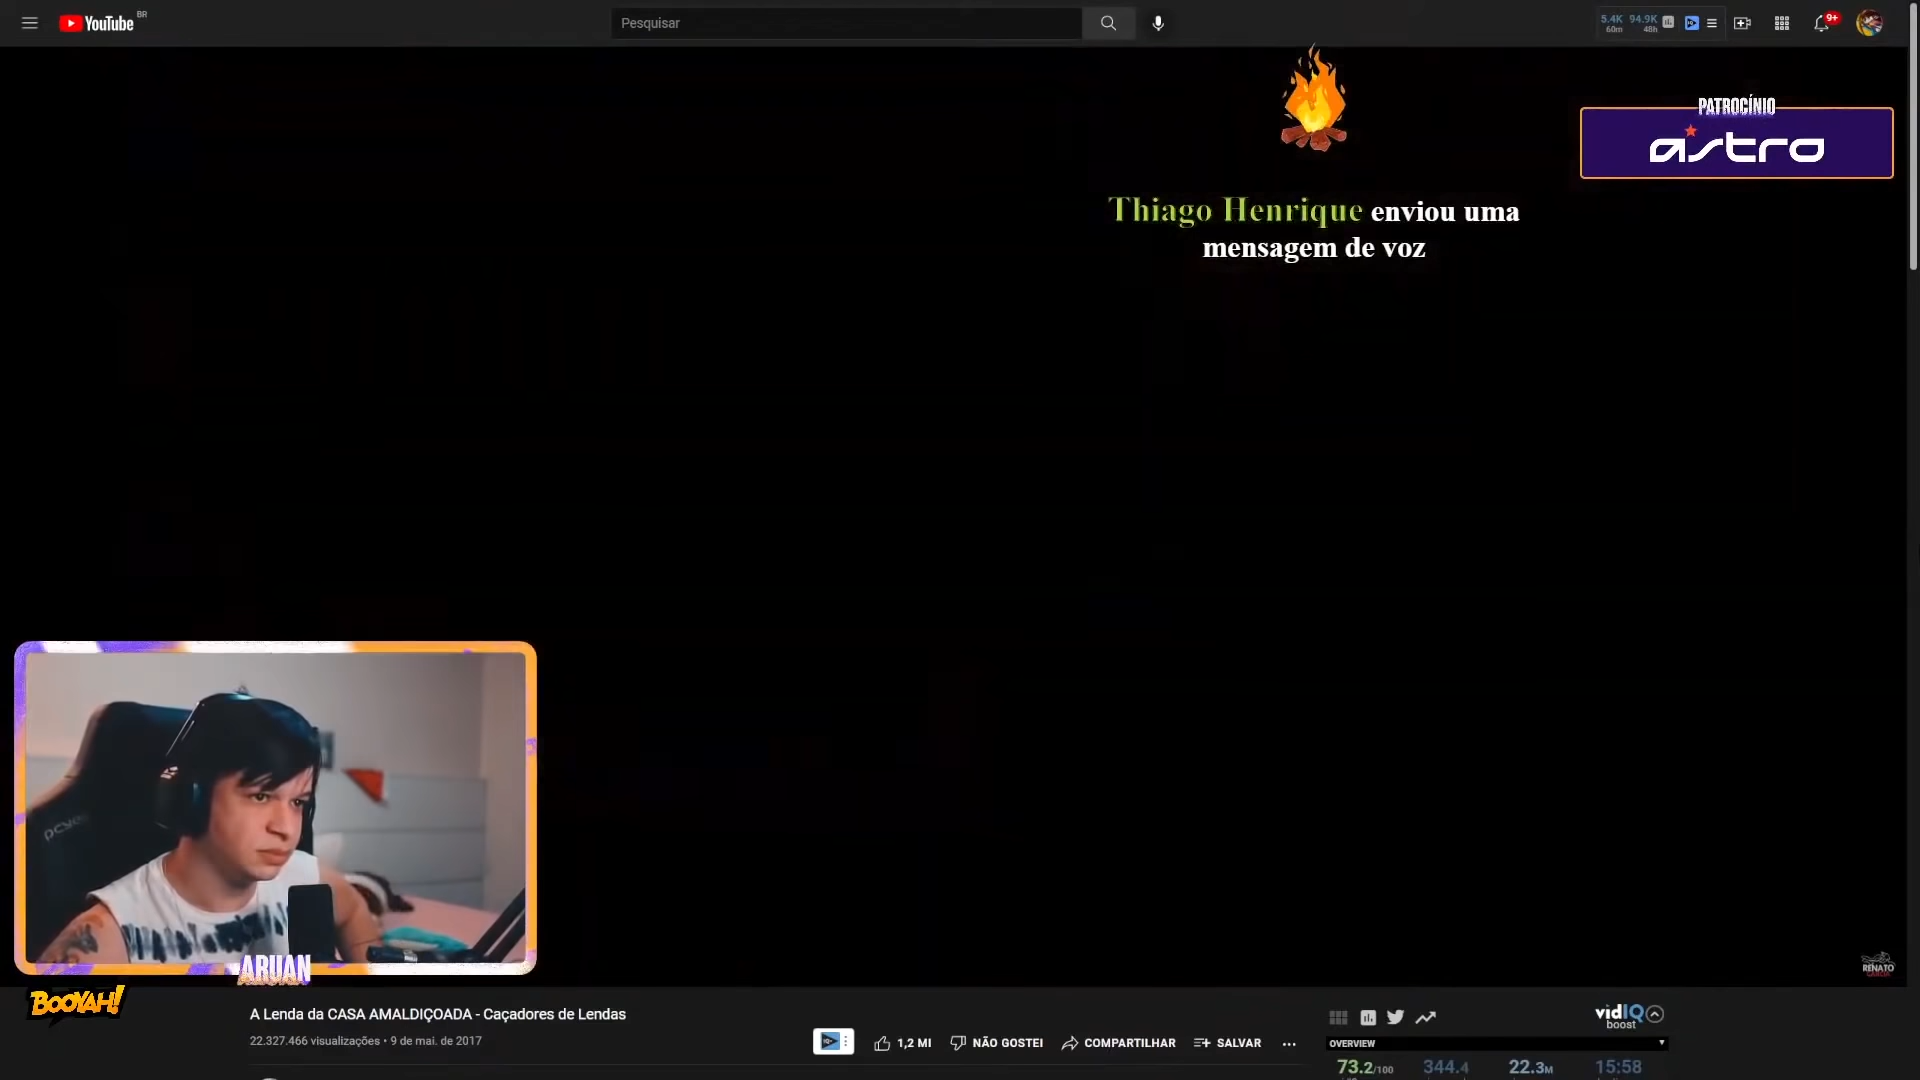 YouTube BR
Pesquisar
5.4K 94.9K
60m 48h
9+
PATROCÍNIO
astro
Thiago Henrique enviou uma
mensagem de voz
ARUAN
BOOYAH!
RENATO
GARCIA
A Lenda da CASA AMALDIÇOADA - Caçadores de Lendas
22.327.466 visualizações • 9 de mai. de 2017
1,2 MI NÃO GOSTEI COMPARTILHAR SALVAR
vidIQ
boost
OVERVIEW
73.2/100 344.4 22.3M 15:58